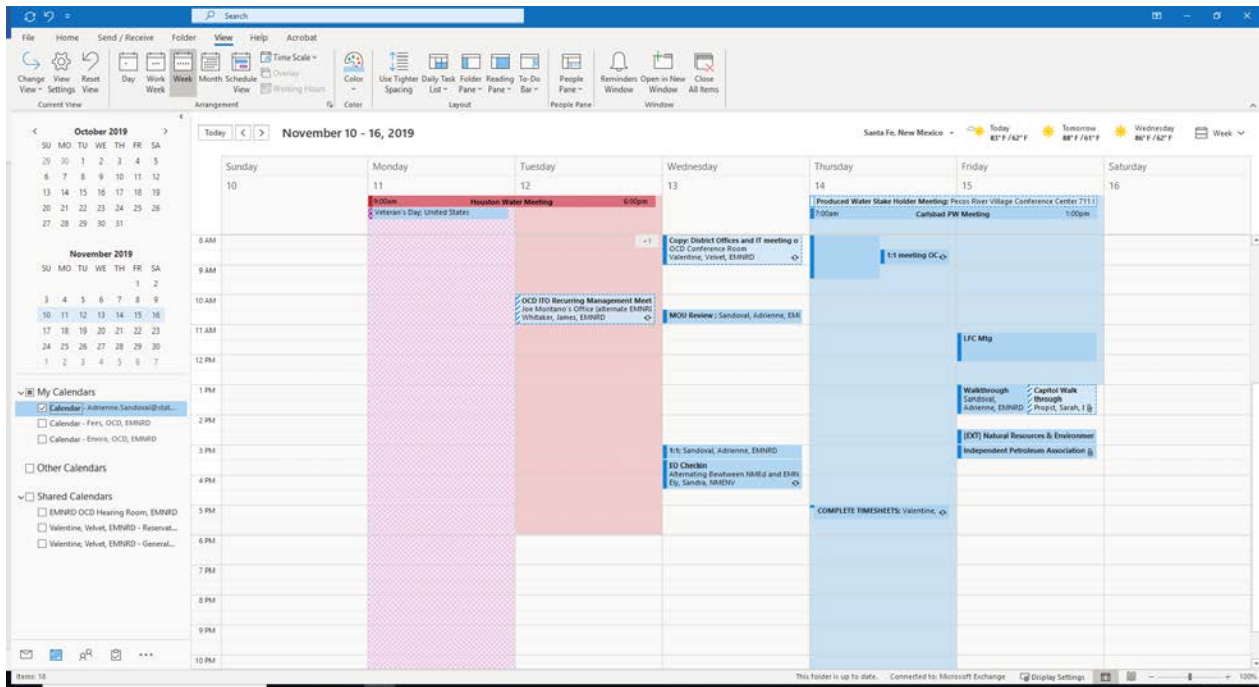 Search
File Home Send / Receive Folder View Help Acrobat
Change View
View Settings
Reset View
Day
Work Week
Week
Month
Schedule View
Time Scale
Overlay
Working Hours
Color
Use Tighter Spacing
Daily Task List
Folder Pane
Reading Pane
To-Do Bar
People Pane
Reminders Window
Open in New Window
Close All Items
Current View Arrangement Color Layout People Pane Window
October 2019
SU MO TU WE TH FR SA
29 30 1 2 3 4 5
6 7 8 9 10 11 12
13 14 15 16 17 18 19
20 21 22 23 24 25 26
27 28 29 30 31
November 2019
SU MO TU WE TH FR SA
1 2
3 4 5 6 7 8 9
10 11 12 13 14 15 16
17 18 19 20 21 22 23
24 25 26 27 28 29 30
1 2 3 4 5 6 7
My Calendars
Calendar - Adrienne.Sandoval@stat...
Calendar - Fees, OCD, EMNRD
Calendar - Enviro, OCD, EMNRD
Other Calendars
Shared Calendars
EMNRD OCD Hearing Room, EMNRD
Valentine, Velvet, EMNRD - Reservat...
Valentine, Velvet, EMNRD - General...
Today < > November 10 - 16, 2019
Santa Fe, New Mexico
Today
83° F / 62° F
Tomorrow
88° F / 61° F
Wednesday
86° F / 62° F
Week
Sunday Monday Tuesday Wednesday Thursday Friday Saturday
10 11 12 13 14 15 16
9:00am Houston Water Meeting 6:00pm
Veteran's Day; United States
Produced Water Stake Holder Meeting; Pecos River Village Conference Center 711
7:00am Carlsbad PW Meeting 1:00pm
8 AM
9 AM
10 AM
11 AM
12 PM
1 PM
2 PM
3 PM
4 PM
5 PM
6 PM
7 PM
8 PM
9 PM
10 PM
+1
OCD ITO Recurring Management Meet
Joe Montano's Office (alternate EMNRD
Whitaker, James, EMNRD
Copy: District Offices and IT meeting o
OCD Conference Room
Valentine, Velvet, EMNRD
MOU Review; Sandoval, Adrienne, EM
1:1; Sandoval, Adrienne, EMNRD
EO Checkin
Alternating Bewtween NMEd and EMN
Ely, Sandra, NMENV
1:1 meeting OC
COMPLETE TIMESHEETS; Valentine,
LFC Mtg
Walkthrough
Sandoval,
Adrienne, EMNRD
Capitol Walk
through
Propst, Sarah,
[EXT] Natural Resources & Environmer
Independent Petroleum Association
Items: 18
This folder is up to date. Connected to: Microsoft Exchange Display Settings 100%